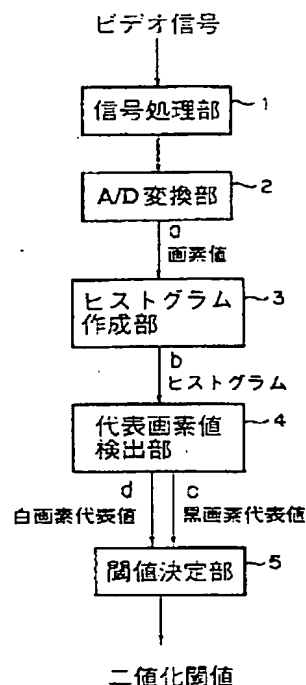 ビデオ信号
信号処理部
1
A/D変換部
2
a
画素値
ヒストグラム
作成部
3
b
ヒストグラム
代表画素値
検出部
4
d
c
白画素代表値
黒画素代表値
閾値決定部
5
二値化閾値